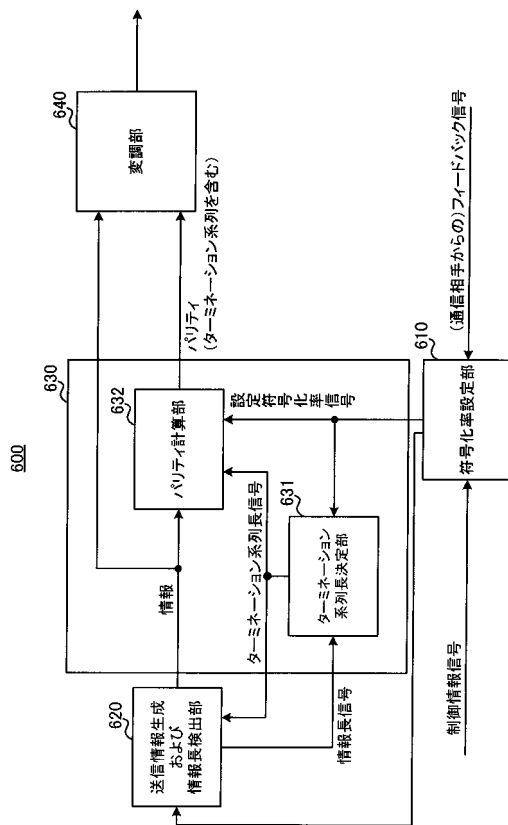 600
620
送信情報生成
および
情報長検出部
情報
630
632
パリティ計算部
640
変調部
パリティ
(ターミネーション系列を含む)
ターミネーション系列長信号
設定符号化率信号
情報長信号
631
ターミネーション
系列長決定部
610
符号化率設定部
制御情報信号
(通信相手からの)フィードバック信号